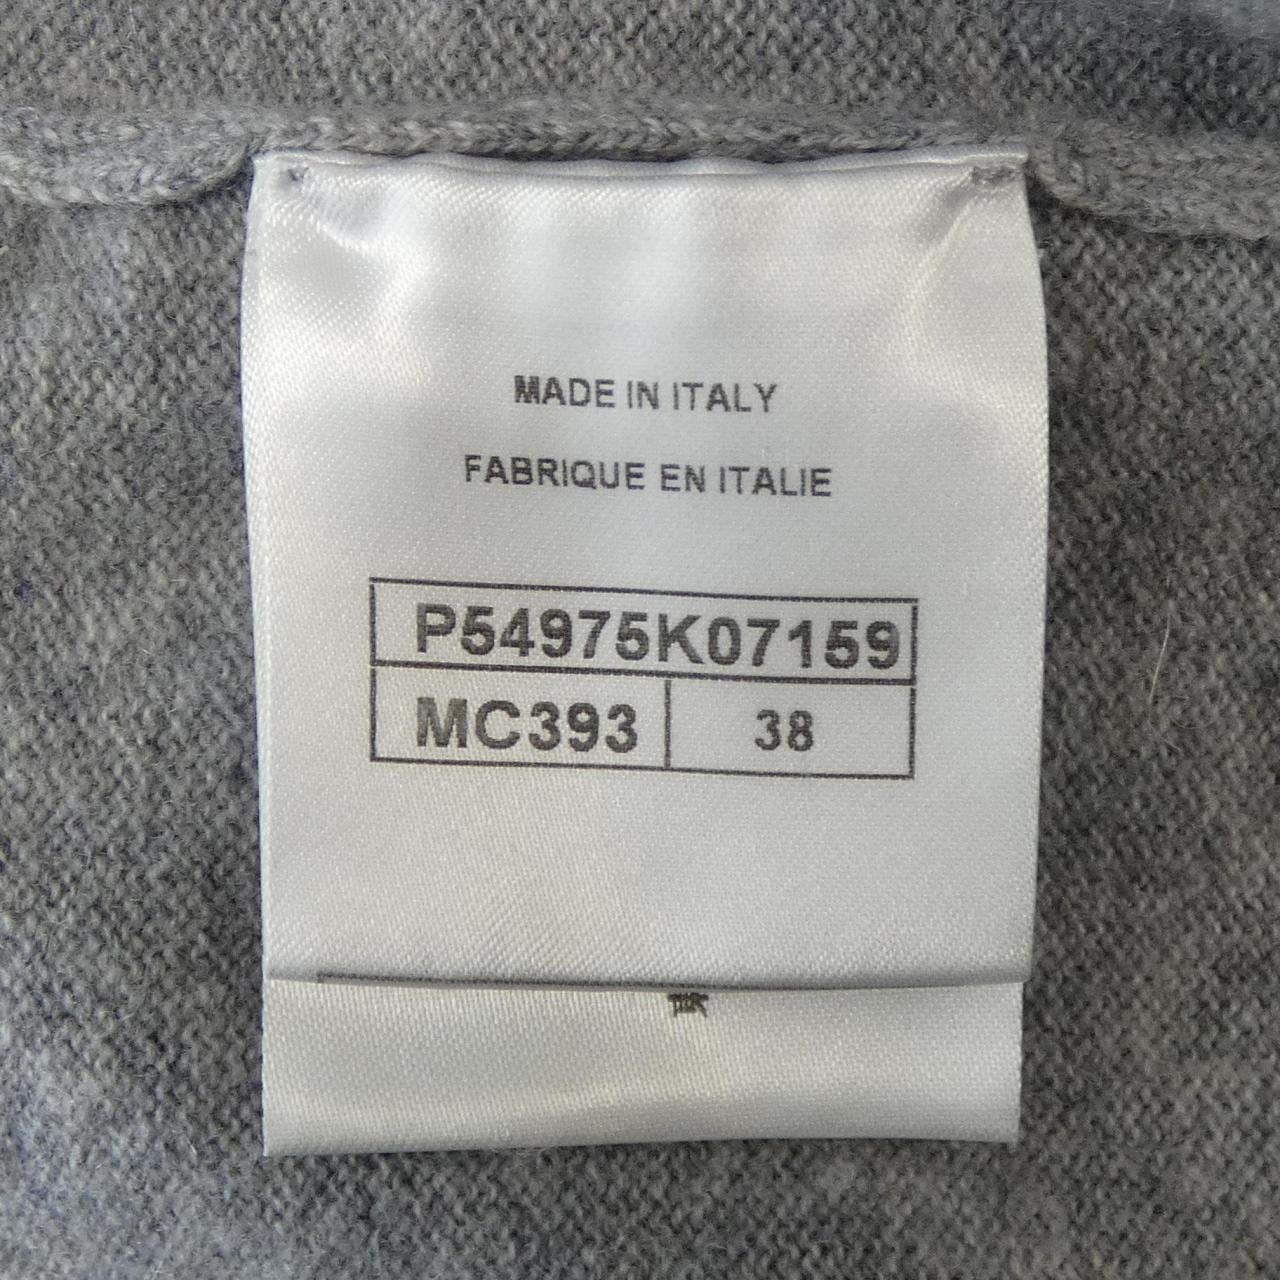 MADE IN ITALY
FABRIQUE EN ITALIE
P54975K07159
MC393 38